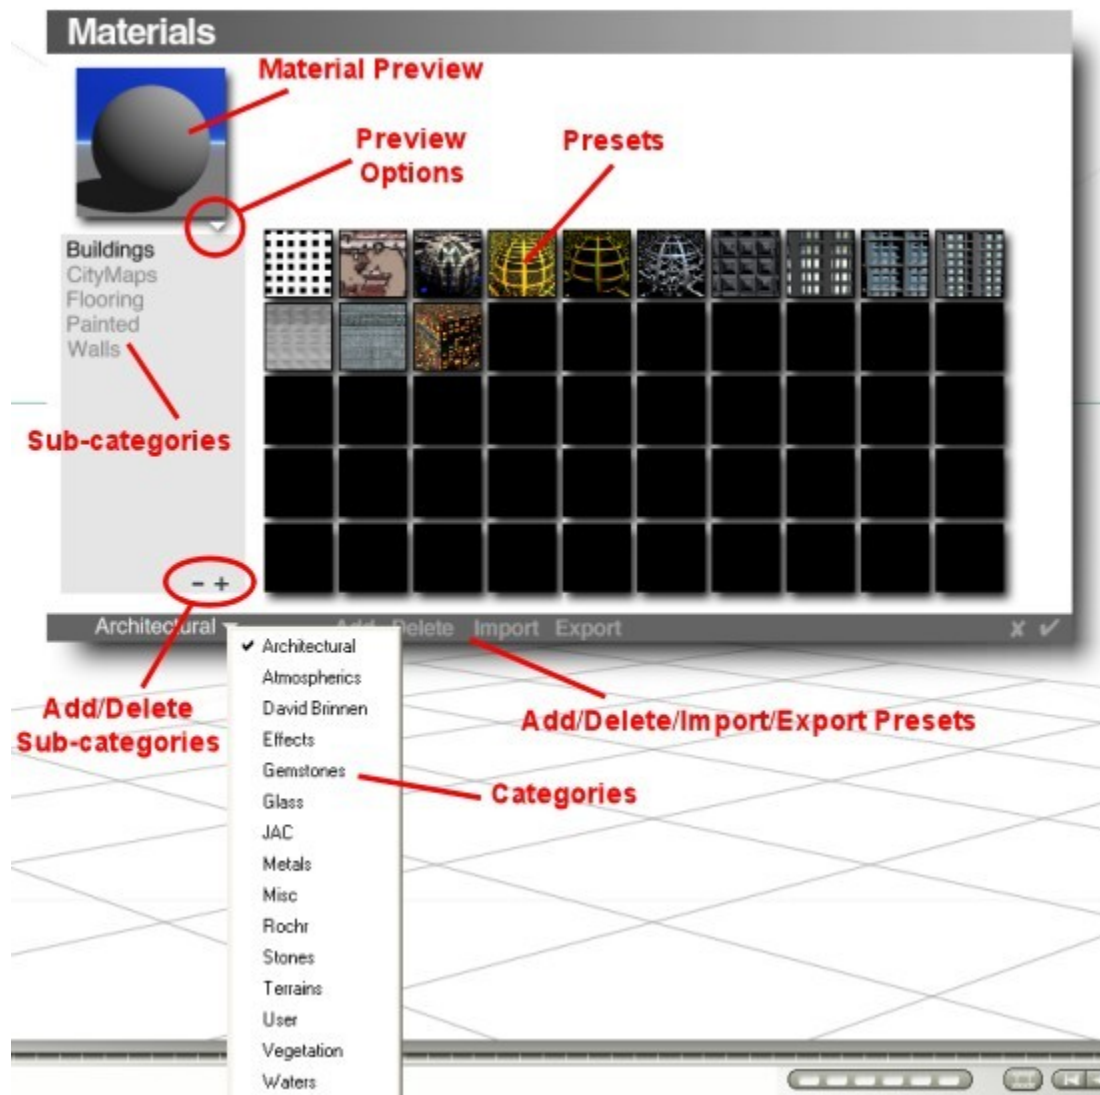 Materials
Material Preview
Preview
Options
Presets
Buildings
CityMaps
Flooring
Painted
Walls
Sub-categories
- +
Architectural
Add Delete Import Export
Architectural
Atmospherics
David Brinnen
Effects
Gemstones
Glass
JAC
Metals
Misc
Rochr
Stones
Terrains
User
Vegetation
Waters
Add/Delete
Sub-categories
Add/Delete/Import/Export Presets
Categories